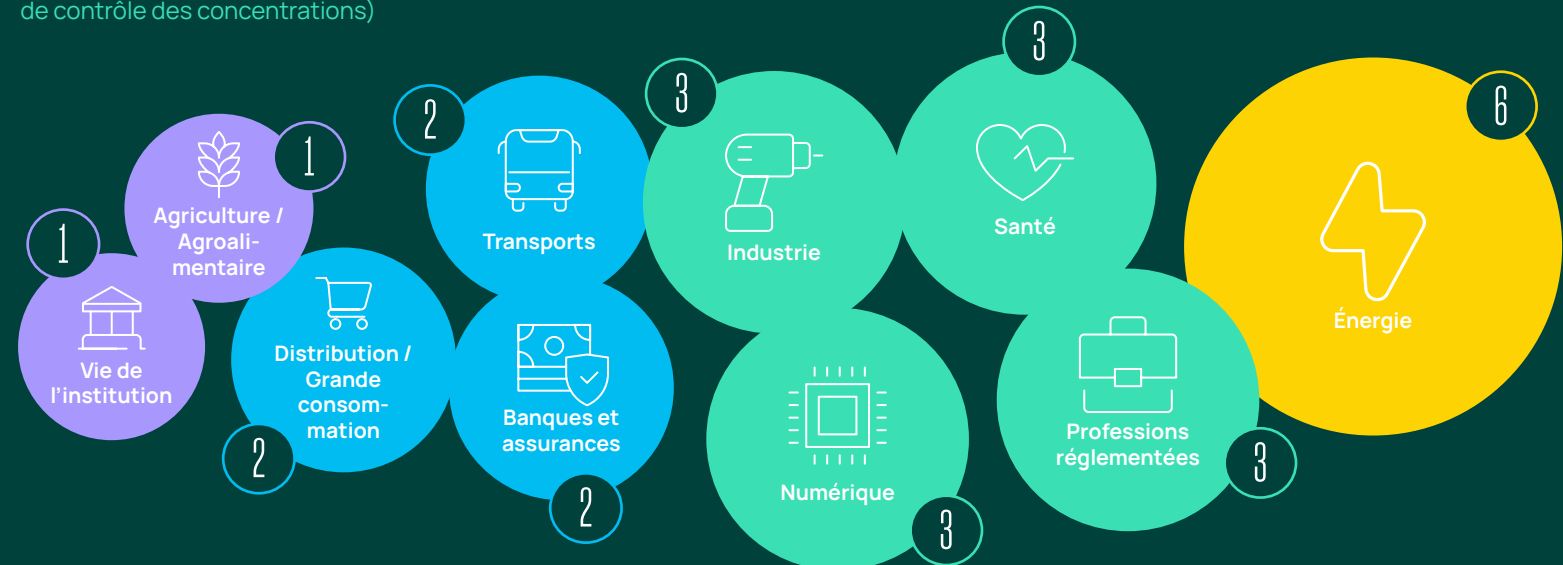 de contrôle des concentrations)
1
Vie de
l'institution
1
Agriculture /
Agroali-
mentaire
2
Distribution /
Grande
consom-
mation
2
Transports
2
Banques et
assurances
3
Industrie
3
Numérique
3
Santé
3
Professions
réglementées
6
Énergie